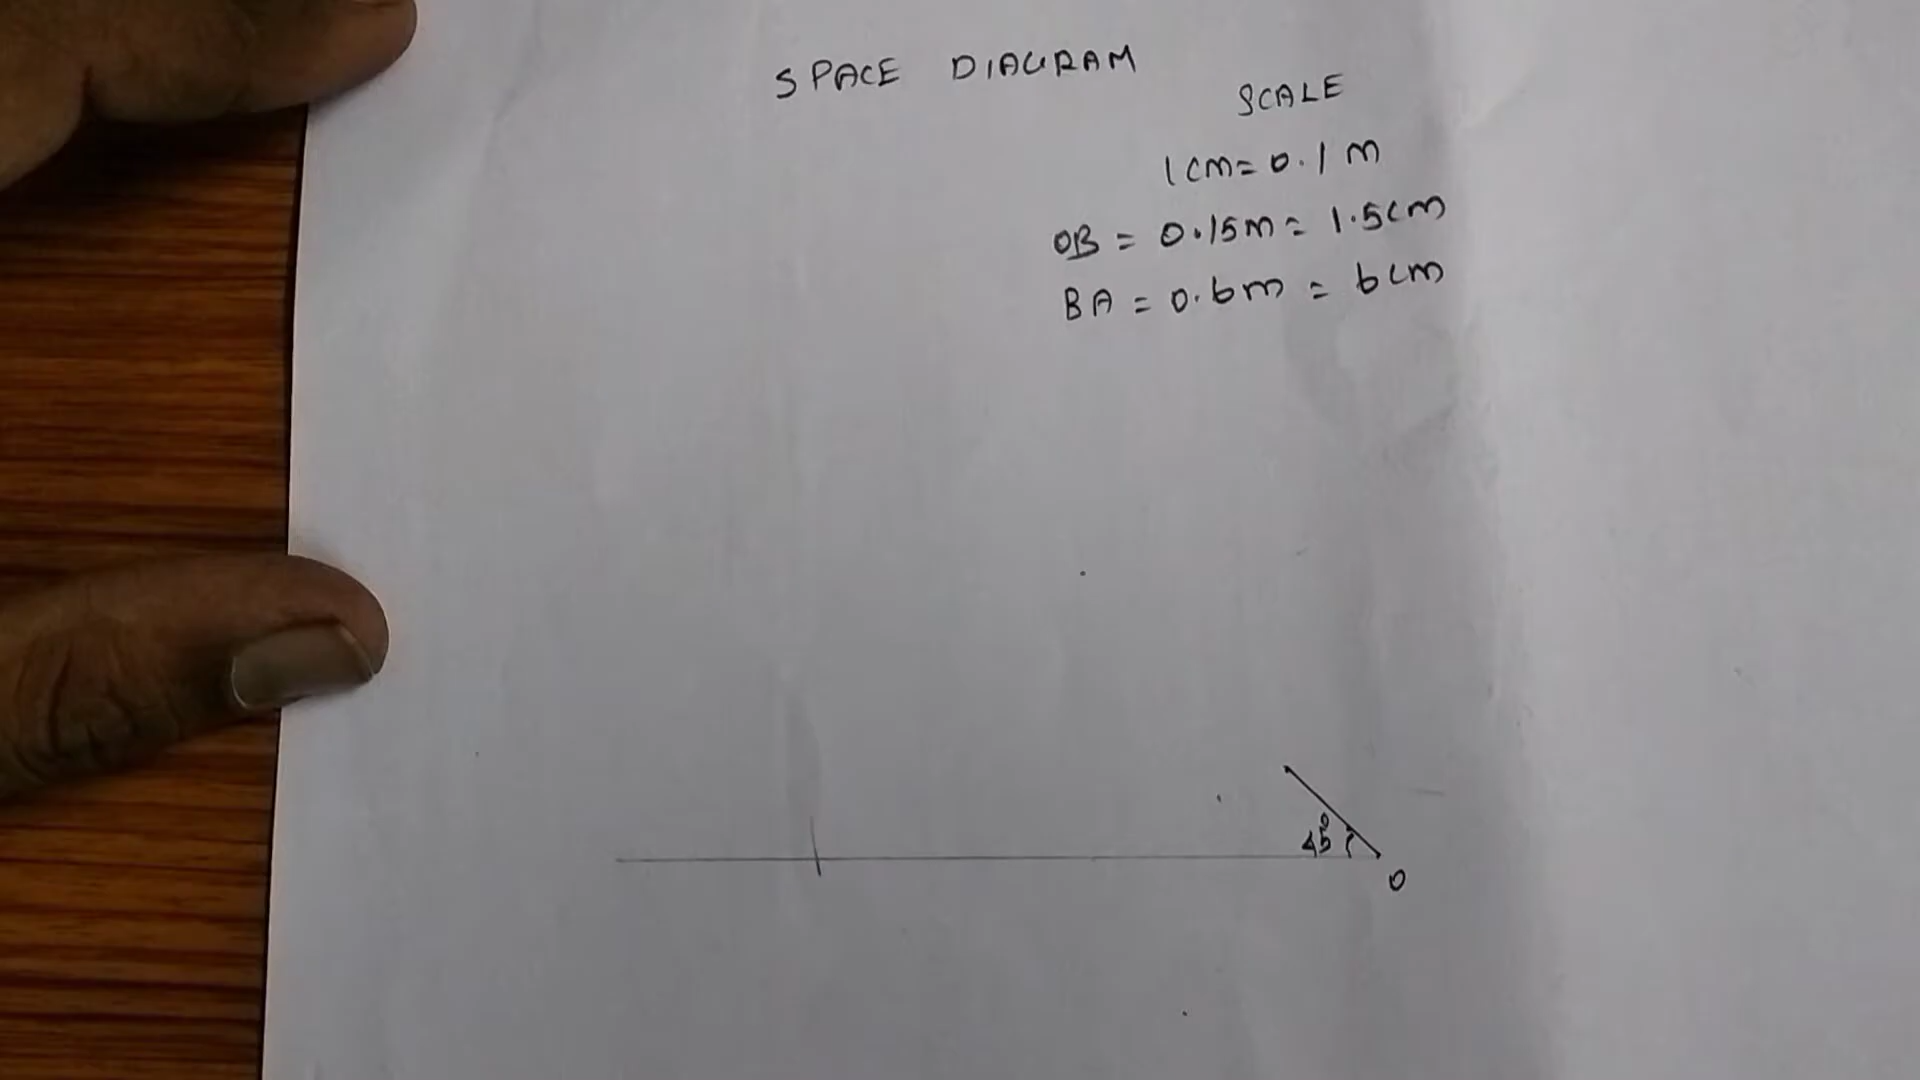 SPACE DIAGRAM
SCALE
1cm = 0.1 m
OB = 0.15m = 1.5cm
BA = 0.6m = 6cm
45°
O